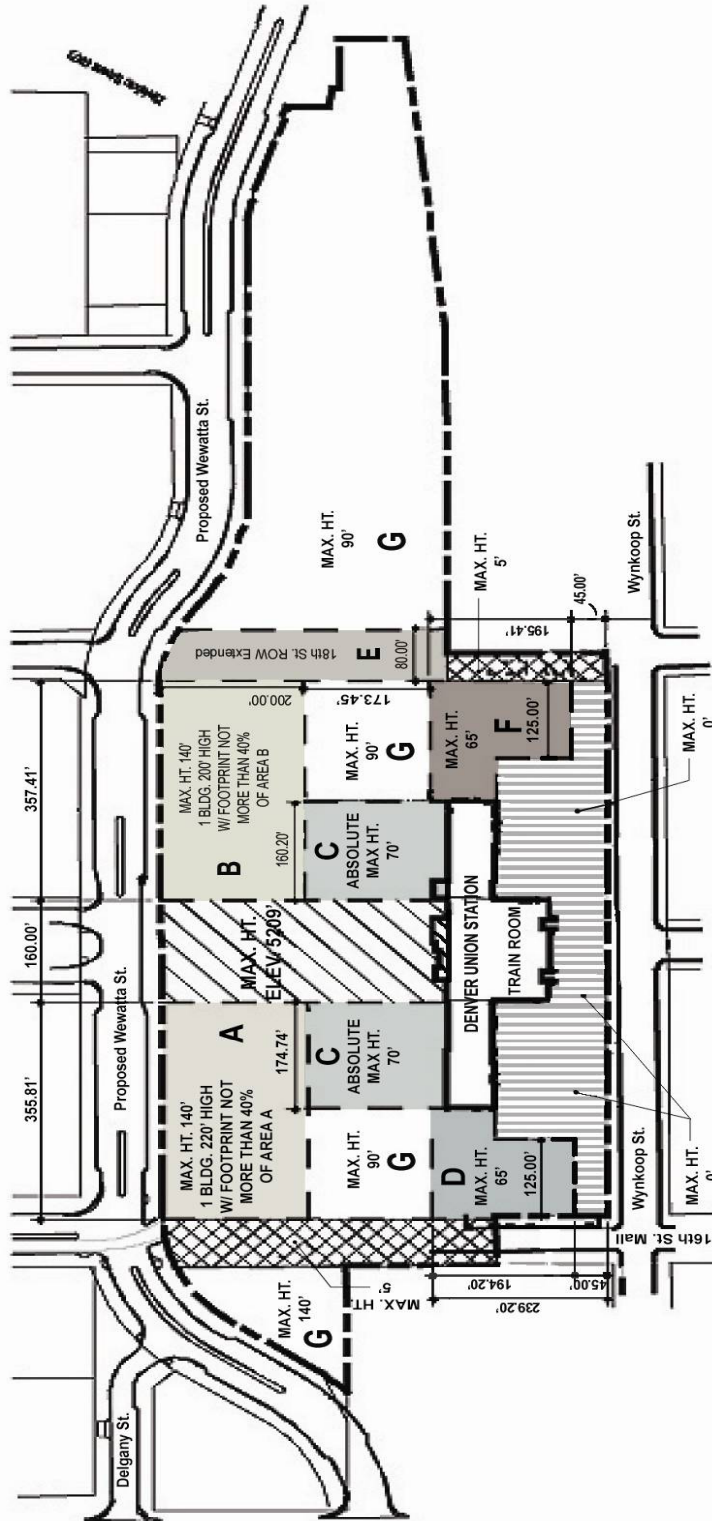 Proposed Wewatta St.
Proposed Wewatta St.
Delgany St.
357.41'
160.00'
355.81'
MAX. HT.
90'
G
MAX. HT.
5'
45.00'
195.41'
Wynkoop St.
18th St. ROW Extended
E
80.00'
MAX. HT. 140'
1 BLDG. 200' HIGH
W/ FOOTPRINT NOT
MORE THAN 40%
OF AREA B
B
200.00'
160.20'
173.45'
MAX. HT.
90'
G
C
ABSOLUTE
MAX HT.
70'
MAX. HT.
65'
F
125.00'
MAX. HT.
0'
MAX. HT.
ELEV. 5209'
DENVER UNION STATION
TRAIN ROOM
MAX. HT. 140'
1 BLDG. 220' HIGH
W/ FOOTPRINT NOT
MORE THAN 40%
OF AREA A
A
174.74'
C
ABSOLUTE
MAX HT.
70'
MAX. HT.
90'
G
D
MAX. HT.
65'
125.00'
MAX. HT.
0'
Wynkoop St.
16th St. Mall
MAX. HT.
5'
194.20'
45.00'
239.20'
MAX. HT.
140'
G